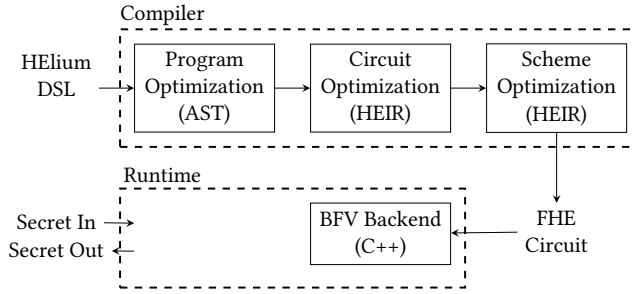 Compiler
HElium
DSL
Program
Optimization
(AST)
Circuit
Optimization
(HEIR)
Scheme
Optimization
(HEIR)
Runtime
Secret In
Secret Out
BFV Backend
(C++)
FHE
Circuit